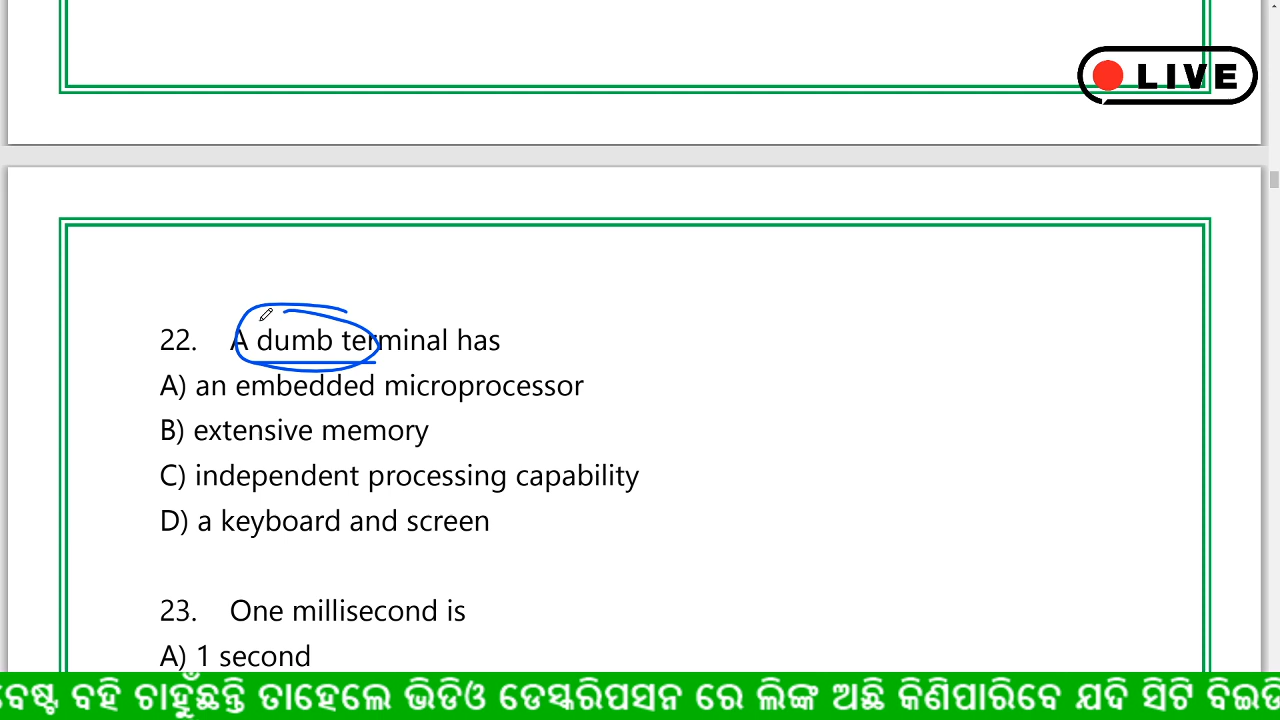 LIVE
22. A dumb terminal has
A) an embedded microprocessor
B) extensive memory
C) independent processing capability
D) a keyboard and screen
23. One millisecond is
A) 1 second
ବେଷ୍ଟ ବହି ଚାହୁଁଛନ୍ତି ତାହେଲେ ଭିଡିଓ ଡେସ୍କରିପସନ ରେ ଲିଙ୍କ ଅଛି କିଣିପାରିବେ ଯଦି ସିଟି